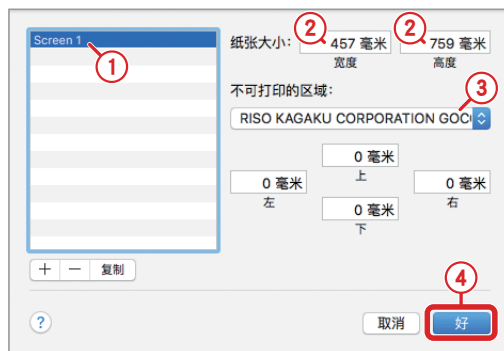 Screen 1
①
纸张大小:
② 457 毫米
② 759 毫米
宽度
高度
不可打印的区域:
③
RISO KAGAKU CORPORATION GOC
0 毫米
上
0 毫米
左
0 毫米
右
0 毫米
下
+ − 复制
④
?
取消
好